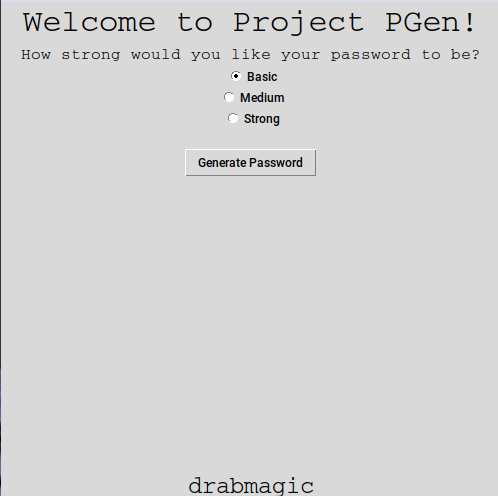 Welcome to Project PGen!
How strong would you like your password to be?
Basic
Medium
Strong
Generate Password
drabmagic